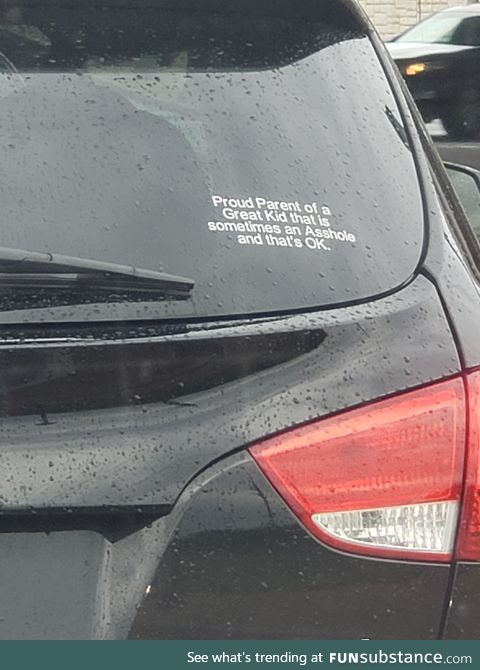 Proud Parent of a
Great Kid that is
sometimes an Asshole
and that's OK.
See what's trending at FUNsubstance.com